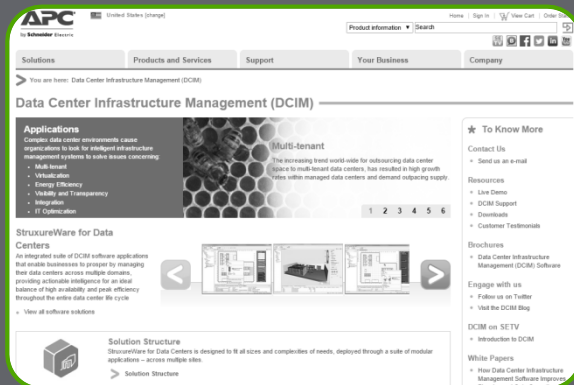 APC
by Schneider Electric
United States [change]
Home | Sign In | View Cart | Order Status
Product information ▼ Search
Solutions
Products and Services
Support
Your Business
Company
You are here: Data Center Infrastructure Management (DCIM)
Data Center Infrastructure Management (DCIM)
Applications
Complex data center environments cause
organizations to look for intelligent infrastructure
management systems to solve issues concerning:
- Multi-tenant
- Virtualization
- Energy Efficiency
- Visibility and Transparency
- Integration
- IT Optimization
Multi-tenant
The increasing trend world-wide for outsourcing data center
space to multi-tenant data centers, has resulted in high growth
rates within managed data centers and demand outpacing supply.
1 2 3 4 5 6
StruxureWare for Data
Centers
An integrated suite of DCIM software applications
that enable businesses to prosper by managing
their data centers across multiple domains,
providing actionable intelligence for an ideal
balance of high availability and peak efficiency
throughout the entire data center life cycle
View all software solutions
Solution Structure
StruxureWare for Data Centers is designed to fit all sizes and complexities of needs, deployed through a suite of modular
applications – across multiple sites.
Solution Structure
To Know More
Contact Us
Send us an e-mail
Resources
Live Demo
DCIM Support
Downloads
Customer Testimonials
Brochures
Data Center Infrastructure
Management (DCIM) Software
Engage with us
Follow us on Twitter
Visit the DCIM Blog
DCIM on SETV
Introduction to DCIM
White Papers
How Data Center Infrastructure
Management Software Improves